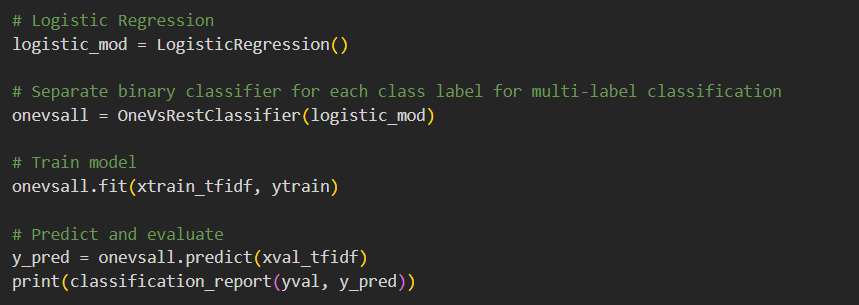 # Logistic Regression
logistic_mod = LogisticRegression()
# Separate binary classifier for each class label for multi-label classification
onevsall = OneVsRestClassifier(logistic_mod)
# Train model
onevsall.fit(xtrain_tfidf, ytrain)
# Predict and evaluate
y_pred = onevsall.predict(xval_tfidf)
print(classification_report(yval, y_pred))